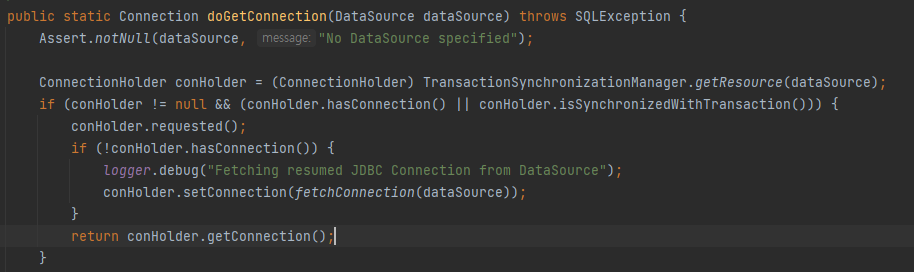 public static Connection doGetConnection(DataSource dataSource) throws SQLException {
    Assert.notNull(dataSource, message: "No DataSource specified");

    ConnectionHolder conHolder = (ConnectionHolder) TransactionSynchronizationManager.getResource(dataSource);
    if (conHolder != null && (conHolder.hasConnection() || conHolder.isSynchronizedWithTransaction())) {
        conHolder.requested();
        if (!conHolder.hasConnection()) {
            logger.debug("Fetching resumed JDBC Connection from DataSource");
            conHolder.setConnection(fetchConnection(dataSource));
        }
        return conHolder.getConnection();
    }